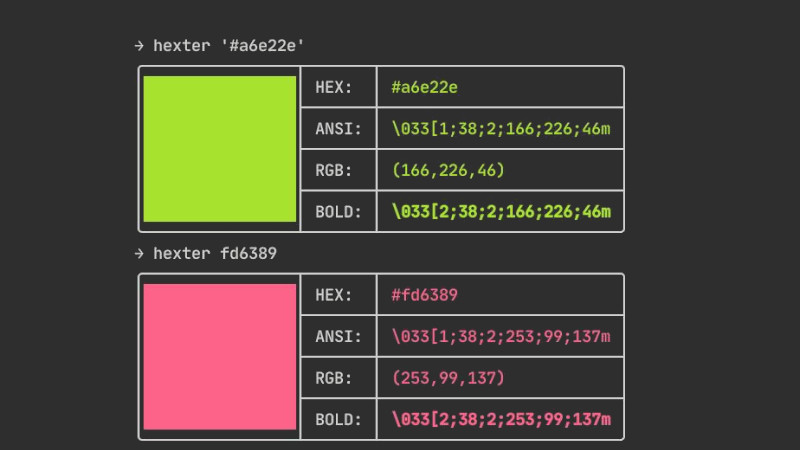 → hexter '#a6e22e'
HEX: #a6e22e
ANSI: \033[1;38;2;166;226;46m
RGB: (166,226,46)
BOLD: \033[2;38;2;166;226;46m
→ hexter fd6389
HEX: #fd6389
ANSI: \033[1;38;2;253;99;137m
RGB: (253,99,137)
BOLD: \033[2;38;2;253;99;137m